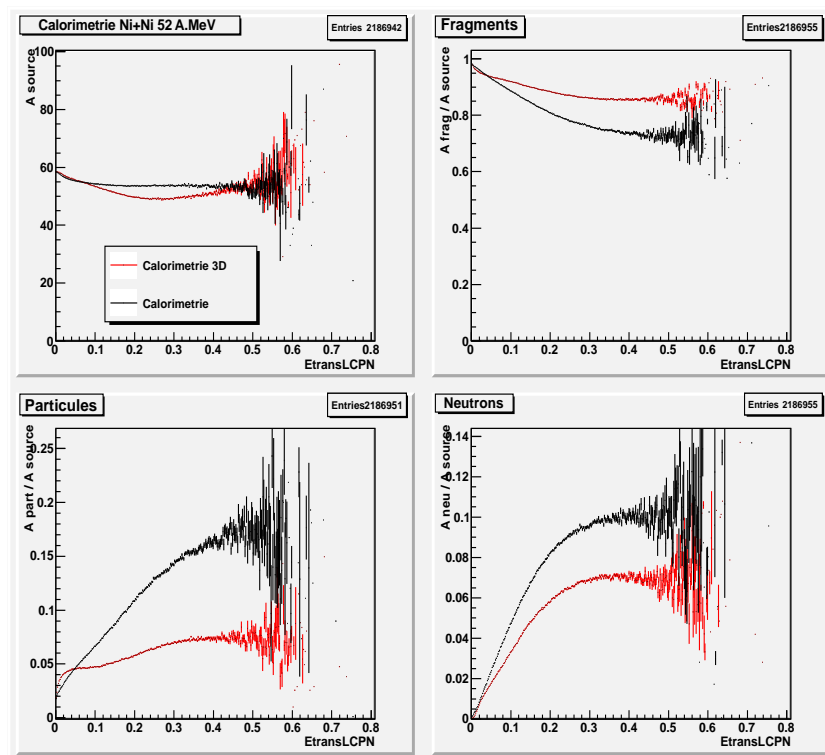 Calorimetrie Ni+Ni 52 A.MeV
Entries 2186942
A source
100
80
60
40
20
0
Calorimetrie 3D
Calorimetrie
0 0.1 0.2 0.3 0.4 0.5 0.6 0.7 0.8
EtransLCPN
Fragments
Entries2186955
A frag / A source
1
0.8
0.6
0.4
0.2
0
0 0.1 0.2 0.3 0.4 0.5 0.6 0.7 0.8
EtransLCPN
Particules
Entries2186951
A part / A source
0.25
0.2
0.15
0.1
0.05
0
0 0.1 0.2 0.3 0.4 0.5 0.6 0.7 0.8
EtransLCPN
Neutrons
Entries 2186955
A neu / A source
0.14
0.12
0.1
0.08
0.06
0.04
0.02
0
0 0.1 0.2 0.3 0.4 0.5 0.6 0.7 0.8
EtransLCPN